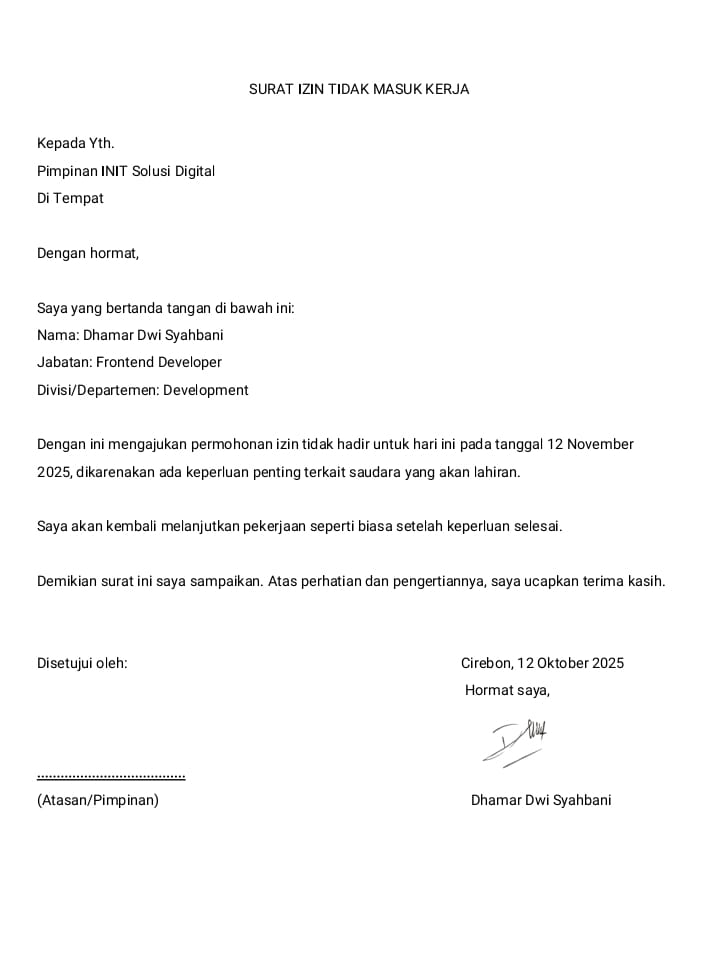 SURAT IZIN TIDAK MASUK KERJA
Kepada Yth.
Pimpinan INIT Solusi Digital
Di Tempat
Dengan hormat,
Saya yang bertanda tangan di bawah ini:
Nama: Dhamar Dwi Syahbani
Jabatan: Frontend Developer
Divisi/Departemen: Development
Dengan ini mengajukan permohonan izin tidak hadir untuk hari ini pada tanggal 12 November
2025, dikarenakan ada keperluan penting terkait saudara yang akan lahiran.
Saya akan kembali melanjutkan pekerjaan seperti biasa setelah keperluan selesai.
Demikian surat ini saya sampaikan. Atas perhatian dan pengertiannya, saya ucapkan terima kasih.
Disetujui oleh:
Cirebon, 12 Oktober 2025
Hormat saya,
......................................
(Atasan/Pimpinan)
Dhamar Dwi Syahbani